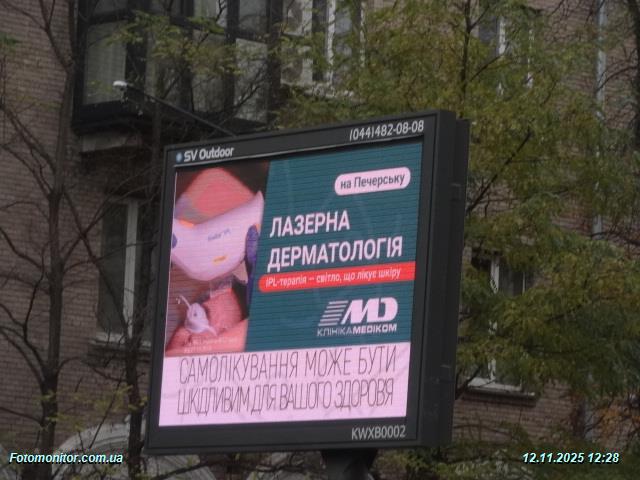 SV Outdoor
(044)482-08-08
на Печерську
ЛАЗЕРНА
ДЕРМАТОЛОГІЯ
IPL-терапія — світло, що лікує шкіру
MD
КЛІНІКАМЕДІКОМ
САМОЛІКУВАННЯ МОЖЕ БУТИ
ШКІДЛИВИМ ДЛЯ ВАШОГО ЗДОРОВ'Я
KWXB0002
Fotomonitor.com.ua
12.11.2025 12:28